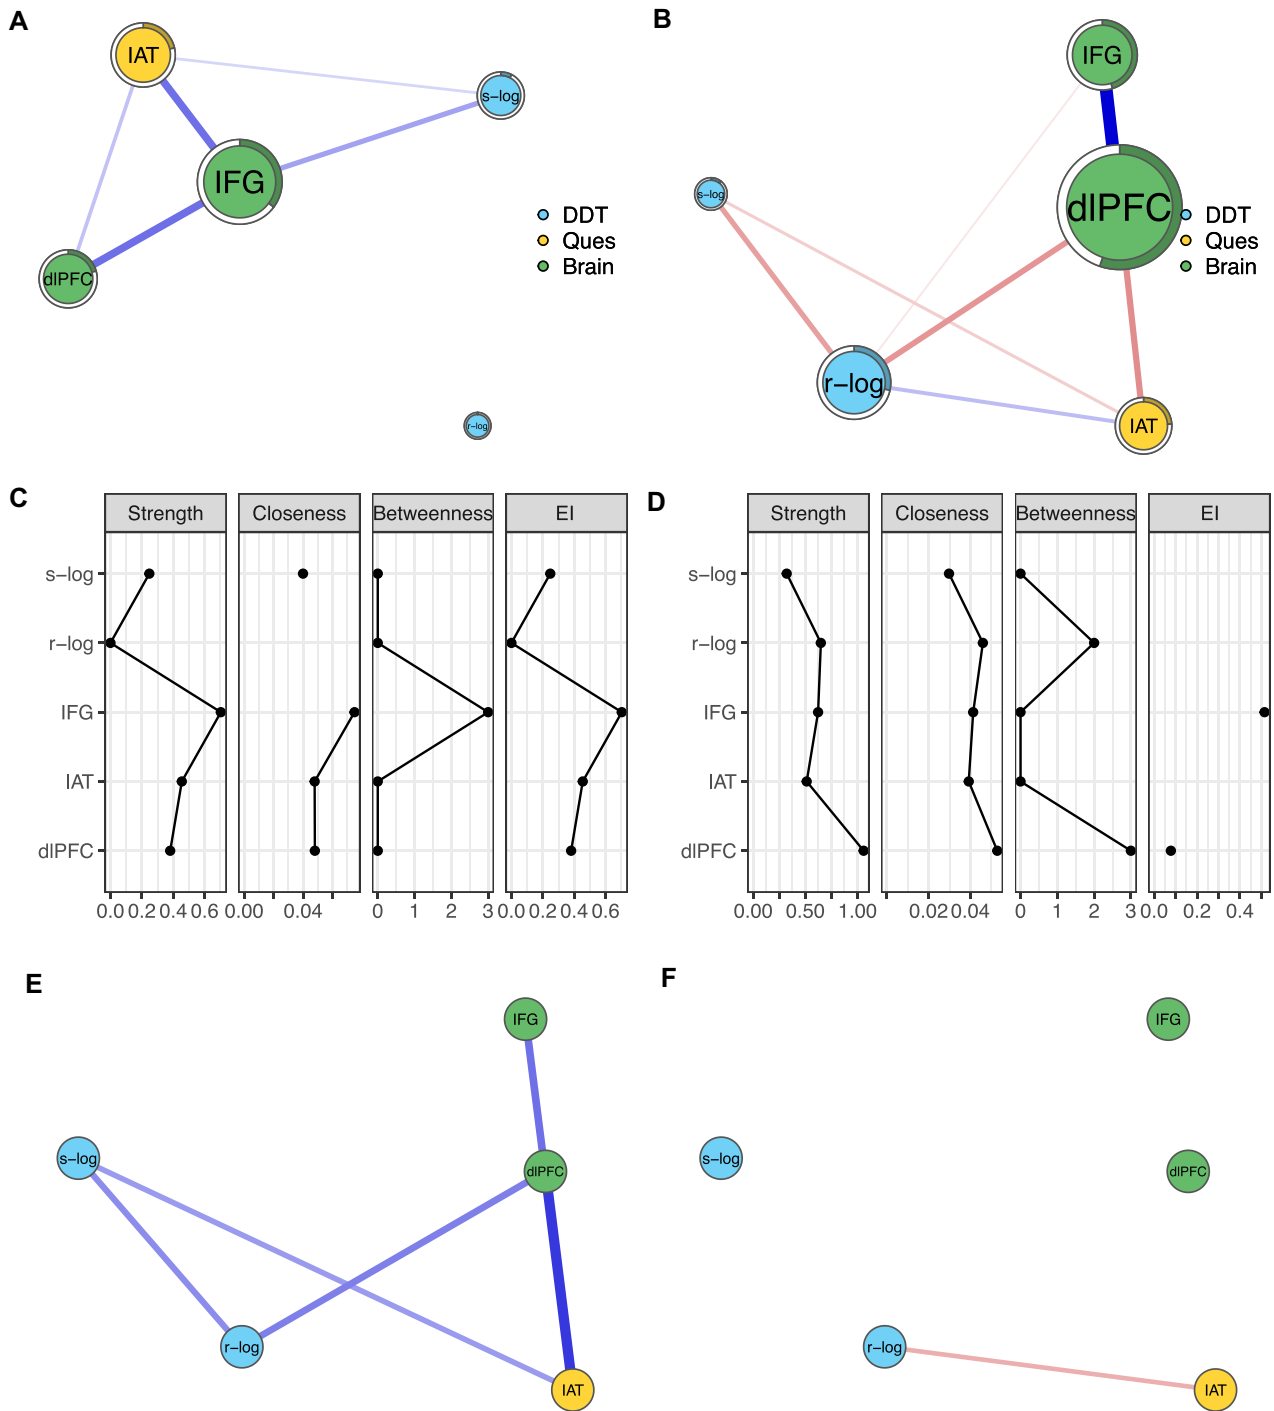 A
IAT
s-log
IFG
dlPFC
r-log
DDT
Ques
Brain
B
IFG
s-log
dlPFC
r-log
IAT
DDT
Ques
Brain
C
Strength Closeness Betweenness EI
s-log
r-log
IFG
IAT
dlPFC
0.0 0.2 0.4 0.6 0.00 0.04 0 1 2 3 0.0 0.2 0.4 0.6
D
Strength Closeness Betweenness EI
s-log
r-log
IFG
IAT
dlPFC
0.00 0.50 1.00 0.02 0.04 0 1 2 3 0.0 0.2 0.4
E
IFG
s-log
dlPFC
r-log
IAT
F
IFG
s-log
dlPFC
r-log
IAT